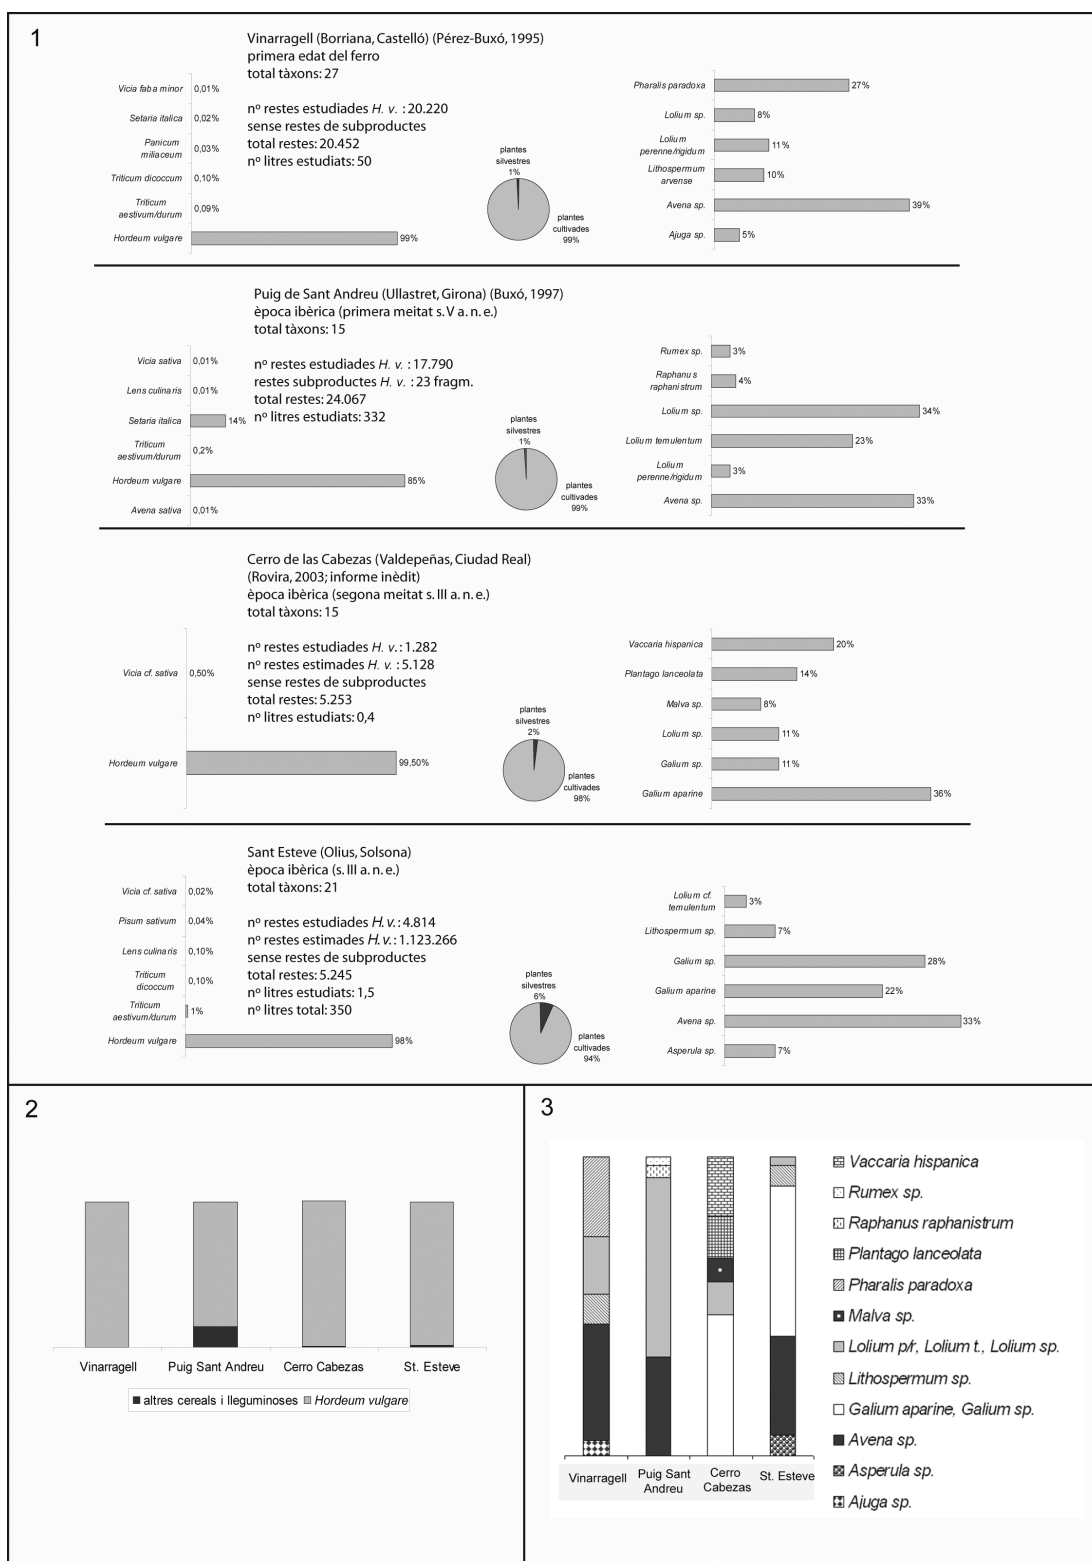 1
Vinarragell (Borriana, Castelló) (Pérez-Buxó, 1995)
primera edat del ferro
total tàxons: 27
nº restes estudiades H. v. : 20.220
sense restes de subproductes
total restes: 20.452
nº litres estudiats: 50
Vicia faba minor 0,01%
Setaria italica 0,02%
Panicum
miliaceum 0,03%
Triticum dicoccum 0,10%
Triticum
aestivum/durum 0,09%
Hordeum vulgare 99%
plantes
silvestres
1%
plantes
cultivades
99%
Pharalis paradoxa 27%
Lolium sp. 8%
Lolium
perenne/rigidum 11%
Lithospermum
arvense 10%
Avena sp. 39%
Ajuga sp. 5%
Puig de Sant Andreu (Ullastret, Girona) (Buxó, 1997)
època ibèrica (primera meitat s. V a. n. e.)
total tàxons: 15
nº restes estudiades H. v. : 17.790
restes subproductes H. v. : 23 fragm.
total restes: 24.067
nº litres estudiats: 332
Vicia sativa 0,01%
Lens culinaris 0,01%
Setaria italica 14%
Triticum
aestivum/durum 0,2%
Hordeum vulgare 85%
Avena sativa 0,01%
plantes
silvestres
1%
plantes
cultivades
99%
Rumex sp. 3%
Raphanus
raphanistrum 4%
Lolium sp. 34%
Lolium temulentum 23%
Lolium
perenne/rigidum 3%
Avena sp. 33%
Cerro de las Cabezas (Valdepeñas, Ciudad Real)
(Rovira, 2003; informe inèdit)
època ibèrica (segona meitat s. III a. n. e.)
total tàxons: 15
nº restes estudiades H. v. : 1.282
nº restes estimades H. v. : 5.128
sense restes de subproductes
total restes: 5.253
nº litres estudiats: 0,4
Vicia cf. sativa 0,50%
Hordeum vulgare 99,50%
plantes
silvestres
2%
plantes
cultivades
98%
Vaccaria hispanica 20%
Plantago lanceolata 14%
Malva sp. 8%
Lolium sp. 11%
Galium sp. 11%
Galium aparine 36%
Sant Esteve (Olius, Solsona)
època ibèrica (s. III a. n. e.)
total tàxons: 21
nº restes estudiades H. v. : 4.814
nº restes estimades H. v. : 1.123.266
sense restes de subproductes
total restes: 5.245
nº litres estudiats: 1,5
nº litres total: 350
Vicia cf. sativa 0,02%
Pisum sativum 0,04%
Lens culinaris 0,10%
Triticum
dicoccum 0,10%
Triticum
aestivum/durum 1%
Hordeum vulgare 98%
plantes
silvestres
6%
plantes
cultivades
94%
Lolium cf.
temulentum 3%
Lithospermum sp. 7%
Galium sp. 28%
Galium aparine 22%
Avena sp. 33%
Asperula sp. 7%
2
Vinarragell Puig Sant Andreu Cerro Cabezas St. Esteve
altres cereals i lleguminoses Hordeum vulgare
3
Vinarragell
Puig Sant
Andreu
Cerro
Cabezas
St. Esteve
Vaccaria hispanica
Rumex sp.
Raphanus raphanistrum
Plantago lanceolata
Pharalis paradoxa
Malva sp.
Lolium p/r, Lolium t., Lolium sp.
Lithospermum sp.
Galium aparine, Galium sp.
Avena sp.
Asperula sp.
Ajuga sp.